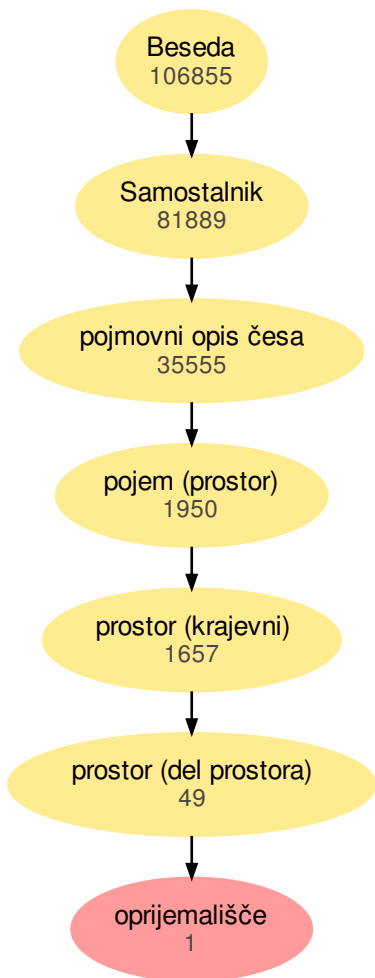 Beseda
106855
Samostalnik
81889
pojmovni opis česa
35555
pojem (prostor)
1950
prostor (krajevni)
1657
prostor (del prostora)
49
oprijemališče
1